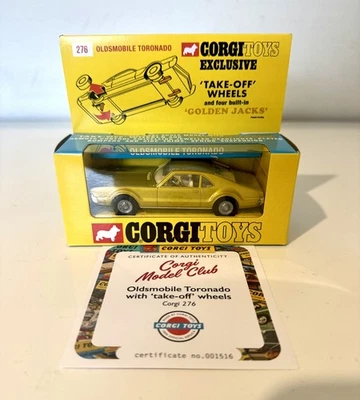 276
OLDSMOBILE TORONADO
CORGI TOYS
EXCLUSIVE
'TAKE-OFF'
WHEELS
and four built-in
'GOLDEN JACKS'
OLDSMOBILE TORONADO
CORGI TOYS
CERTIFICATE OF AUTHENTICITY
Corgi
Model Club
Oldsmobile Toronado
with 'take-off' wheels
Corgi 276
CORGI TOYS
certificate no.001516